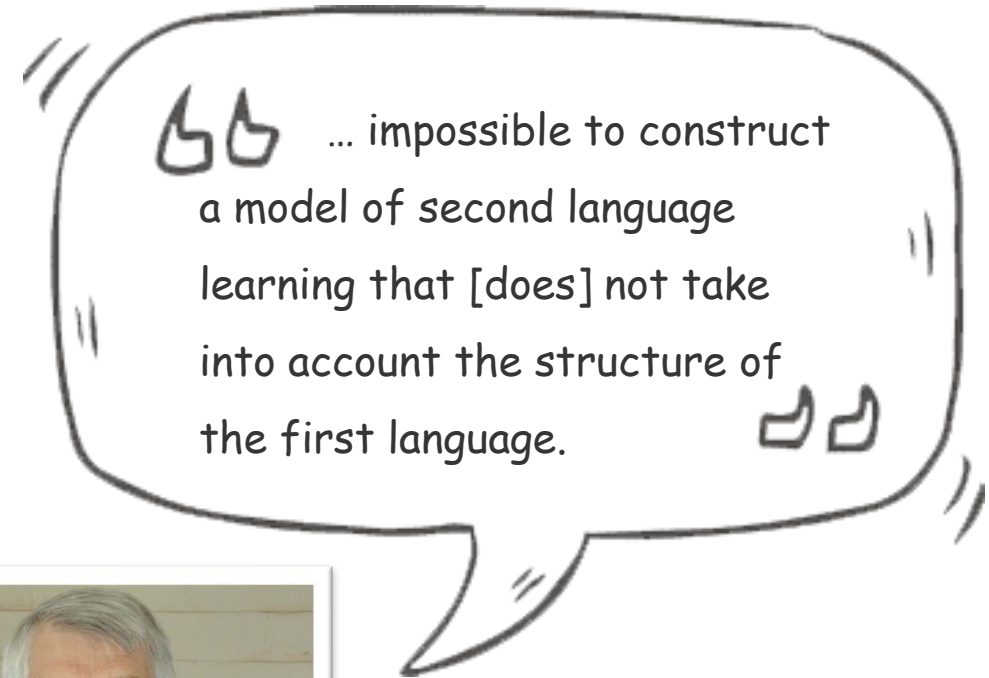 “ … impossible to construct
a model of second language
learning that [does] not take
into account the structure of
the first language. ”